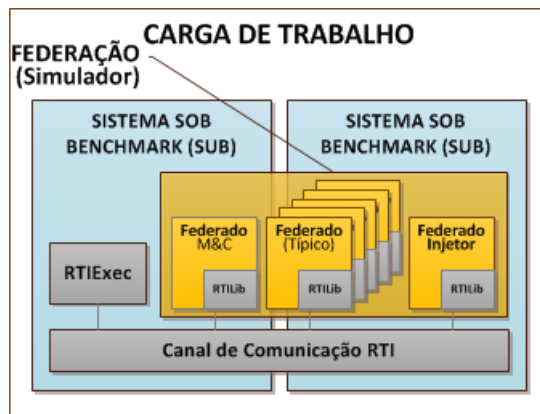 CARGA DE TRABALHO
FEDERAÇÃO
(Simulador)
SISTEMA SOB
BENCHMARK (SUB)
SISTEMA SOB
BENCHMARK (SUB)
Federado
M&C
RTILib
Federado
(Típico)
RTILib
Federado
Injetor
RTILib
RTIExec
Canal de Comunicação RTI